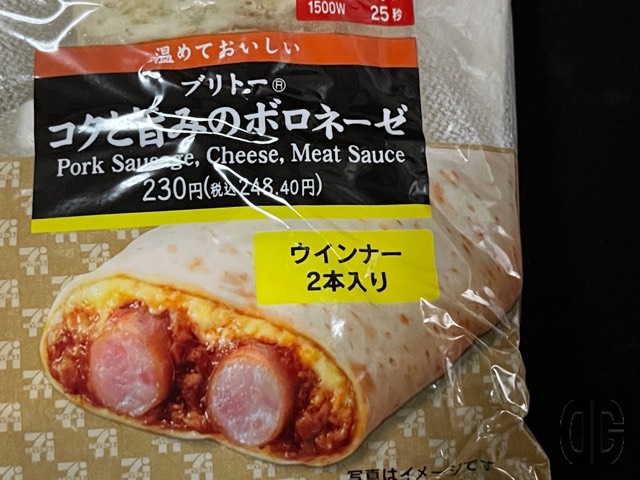 1500W 25秒
温めておいしい
ブリトー®
コクと旨みのボロネーゼ
Pork Sausage, Cheese, Meat Sauce
230円(税込248.40円)
ウインナー
2本入り
写真はイメージです